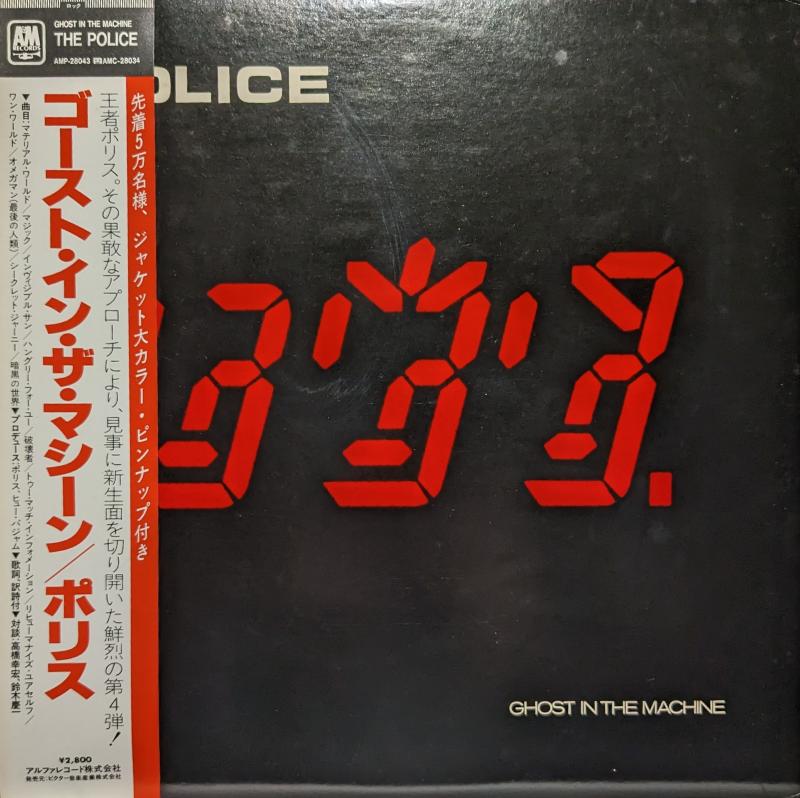 ロック
A&M
RECORDS
GHOST IN THE MACHINE
THE POLICE
AMP-28043 AMC-28034
先着5万名様、ジャケット大カラー・ピンナップ付き
王者ポリス。その果敢なアプローチにより、見事に新生面を切り開いた鮮烈の第4弾!
ゴースト・イン・ザ・マシーン/ポリス
▼曲目:マテリアル・ワールド/マジック/インヴィジブル・サン/ハングリー・フォー・ユー/破壊者/トゥー・マッチ・インフォメーション/リヒューマナイズ・ユアセルフ/
ワン・ワールド/オメガマン(最後の人類)/シークレット・ジャーニー/暗黒の世界▼プロデュース:ポリス、ヒュー・パジャム▼歌詞、訳詩付▼対談:高橋幸宏、鈴木慶一
¥2,800
アルファレコード株式会社
発売元:ビクター音楽産業株式会社
OLICE
GHOST IN THE MACHINE